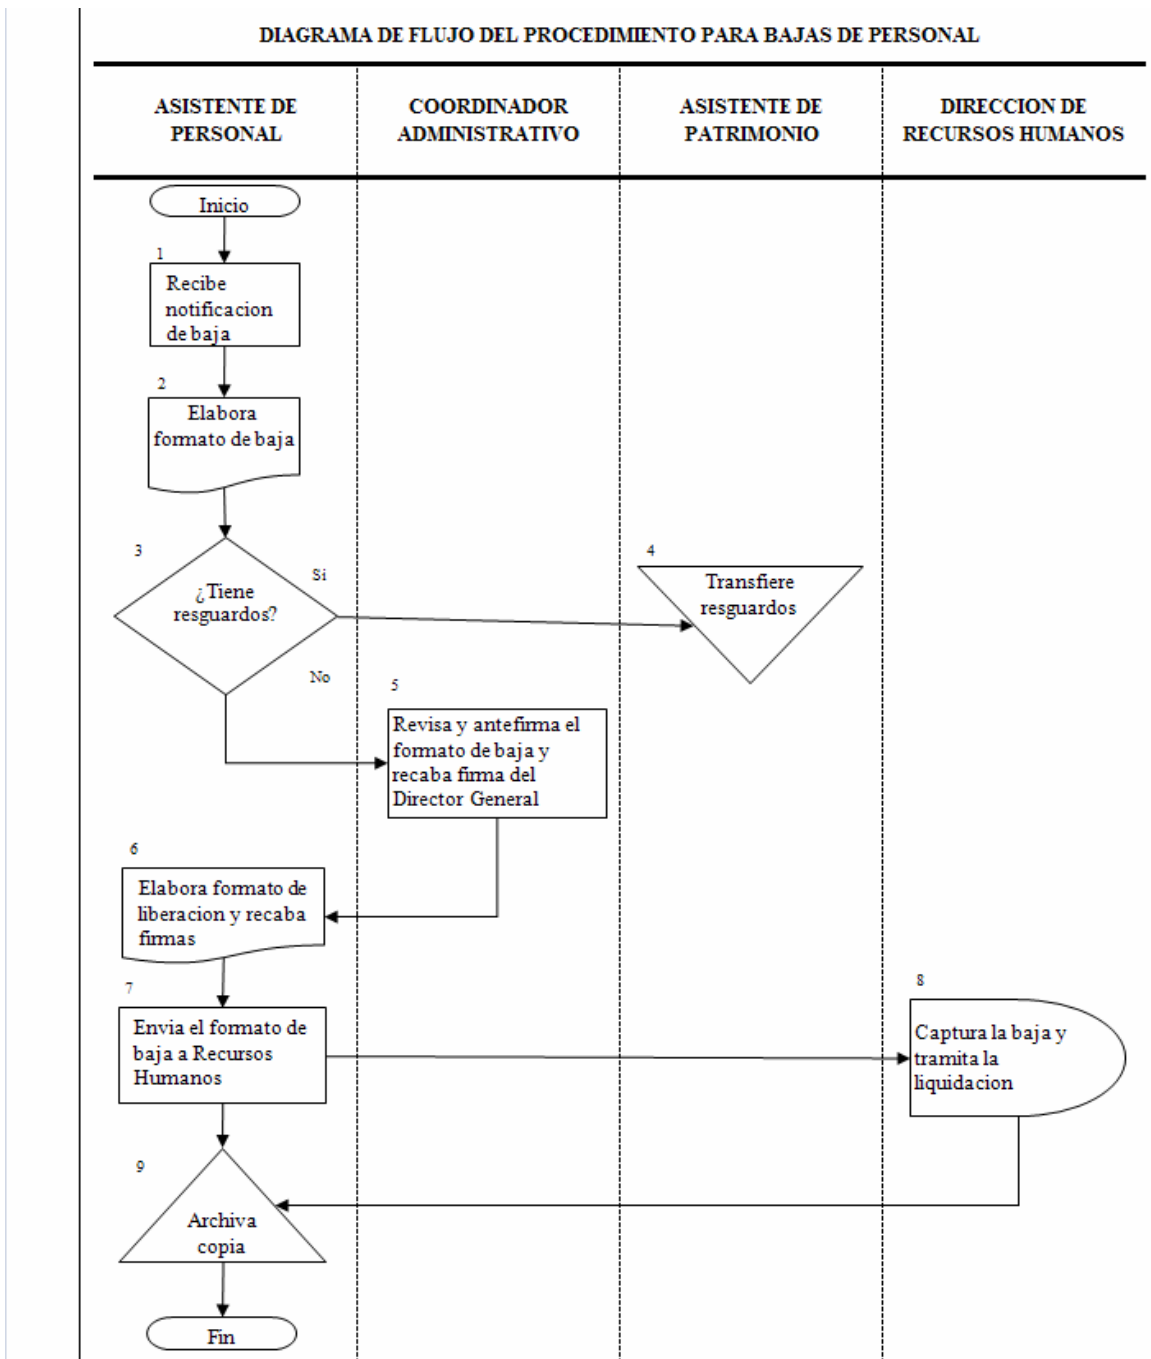 DIAGRAMA DE FLUJO DEL PROCEDIMIENTO PARA BAJAS DE PERSONAL
ASISTENTE DE
PERSONAL
COORDINADOR
ADMINISTRATIVO
ASISTENTE DE
PATRIMONIO
DIRECCION DE
RECURSOS HUMANOS
Inicio
1
Recibe
notificacion
de baja
2
Elabora
formato de baja
3
¿Tiene
resguardos?
Si
No
4
Transfiere
resguardos
5
Revisa y antefirma el
formato de baja y
recaba firma del
Director General
6
Elabora formato de
liberacion y recaba
firmas
7
Envia el formato de
baja a Recursos
Humanos
8
Captura la baja y
tramita la
liquidacion
9
Archiva
copia
Fin